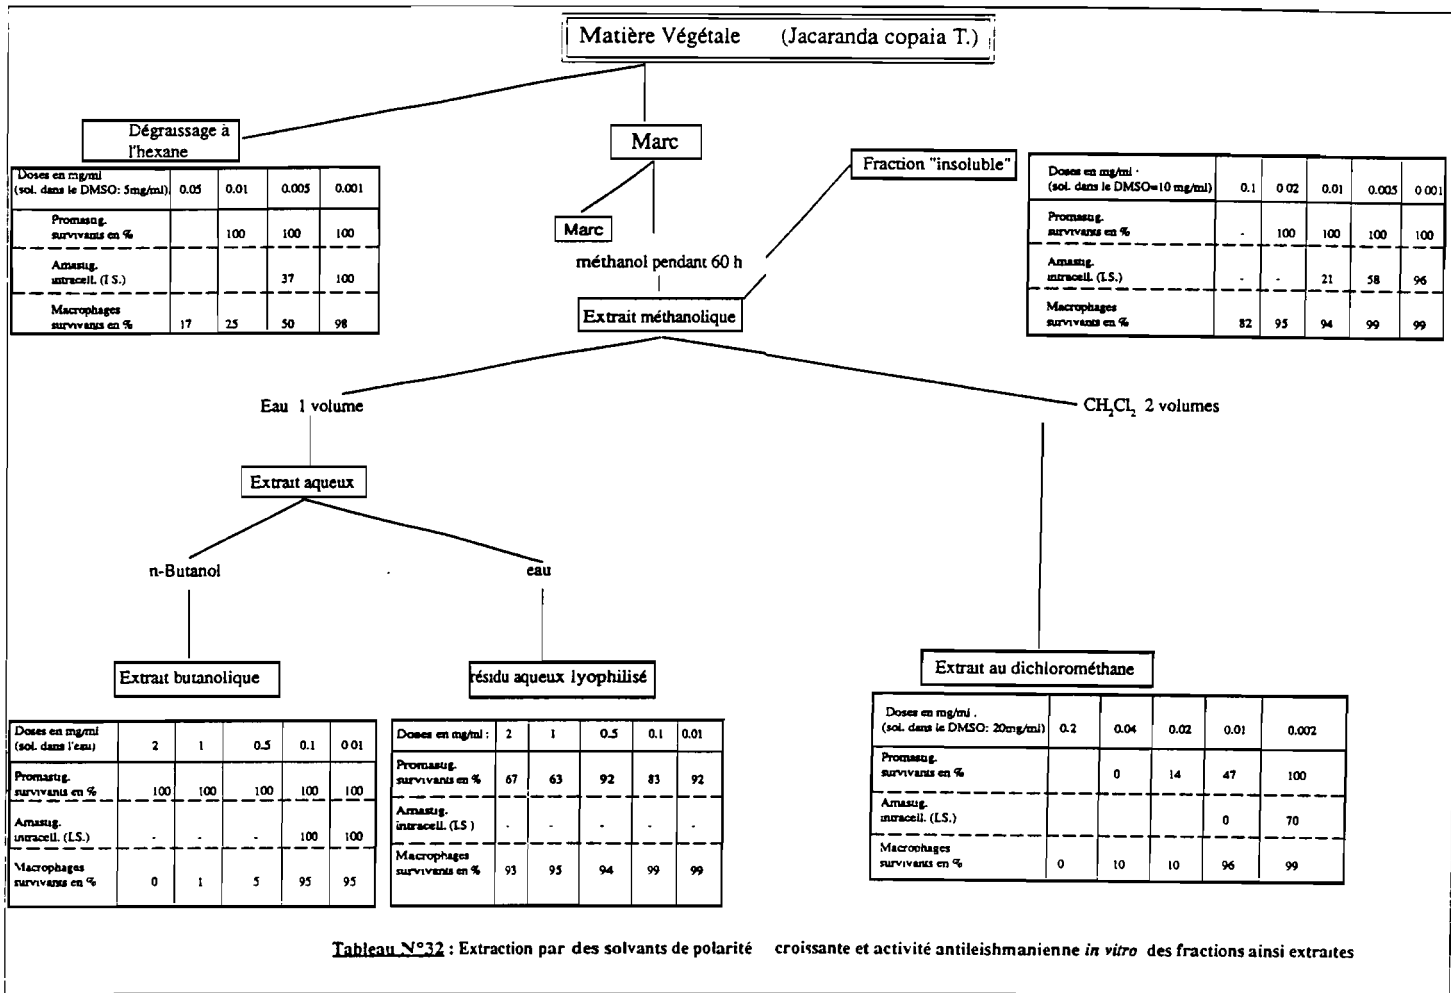 Matière Végétale (Jacaranda copaia T.)
Dégraissage à
l'hexane
Doses en mg/ml
(sol. dans le DMSO: 5mg/ml) 0.05 0.01 0.005 0.001
Promastig.
survivants en % 100 100 100
Amastig.
intracell. (I.S.) 37 100
Macrophages
survivants en % 17 25 50 98
Marc
Marc
méthanol pendant 60 h
Extrait méthanolique
Fraction "insoluble"
Doses en mg/ml
(sol. dans le DMSO=10 mg/ml) 0.1 0.02 0.01 0.005 0.001
Promastig.
survivants en % - 100 100 100 100
Amastig.
intracell. (I.S.) - - 21 58 96
Macrophages
survivants en % 82 95 94 99 99
Eau 1 volume
CH2Cl2 2 volumes
Extrait aqueux
n-Butanol
eau
Extrait butanolique
résidu aqueux lyophilisé
Extrait au dichlorométhane
Doses en mg/ml
(sol. dans l'eau) 2 1 0.5 0.1 0.01
Promastig.
survivants en % 100 100 100 100 100
Amastig.
intracell. (I.S.) - - - 100 100
Macrophages
survivants en % 0 1 5 95 95
Doses en mg/ml : 2 1 0.5 0.1 0.01
Promastig.
survivants en % 67 63 92 83 92
Amastig.
intracell. (I.S) - - - - -
Macrophages
survivants en % 93 95 94 99 99
Doses en mg/ml .
(sol. dans le DMSO: 20mg/ml) 0.2 0.04 0.02 0.01 0.002
Promastig.
survivants en % 0 14 47 100
Amastig.
intracell. (I.S.) 0 70
Macrophages
survivants en % 0 10 10 96 99
Tableau N°32 : Extraction par des solvants de polarité croissante et activité antileishmanienne in vitro des fractions ainsi extraites